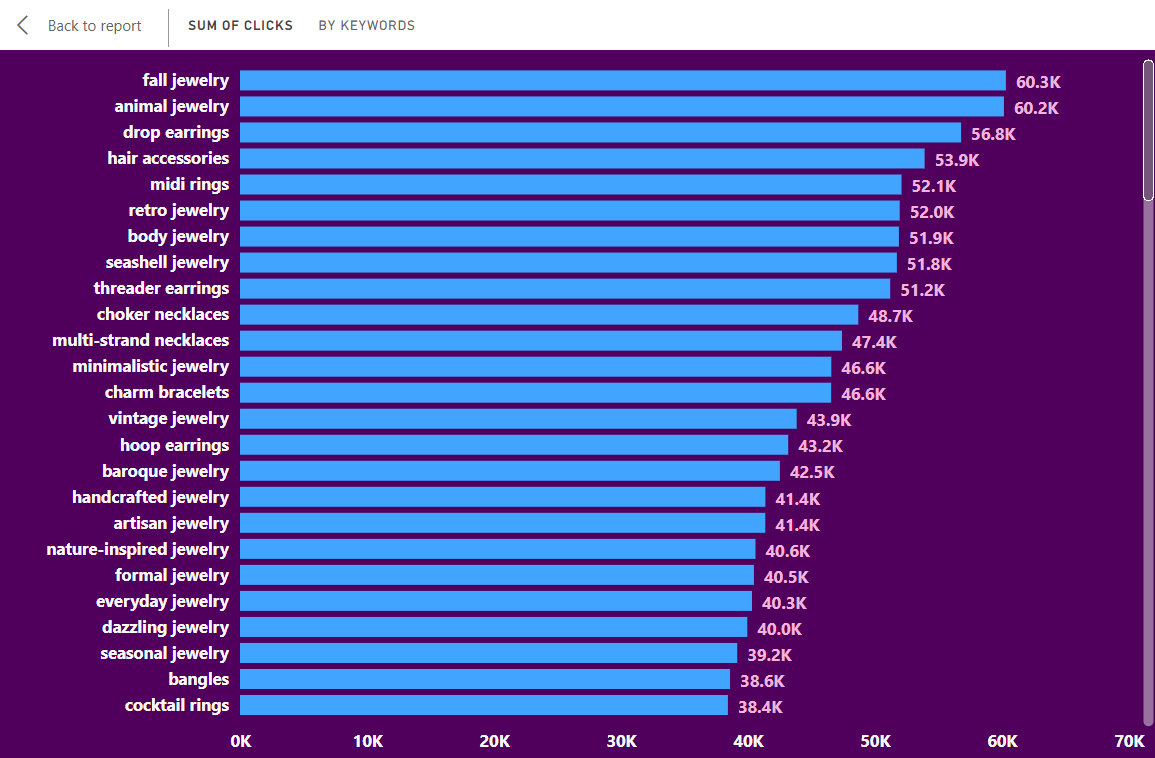 Back to report SUM OF CLICKS BY KEYWORDS
fall jewelry 60.3K
animal jewelry 60.2K
drop earrings 56.8K
hair accessories 53.9K
midi rings 52.1K
retro jewelry 52.0K
body jewelry 51.9K
seashell jewelry 51.8K
threader earrings 51.2K
choker necklaces 48.7K
multi-strand necklaces 47.4K
minimalistic jewelry 46.6K
charm bracelets 46.6K
vintage jewelry 43.9K
hoop earrings 43.2K
baroque jewelry 42.5K
handcrafted jewelry 41.4K
artisan jewelry 41.4K
nature-inspired jewelry 40.6K
formal jewelry 40.5K
everyday jewelry 40.3K
dazzling jewelry 40.0K
seasonal jewelry 39.2K
bangles 38.6K
cocktail rings 38.4K
0K 10K 20K 30K 40K 50K 60K 70K